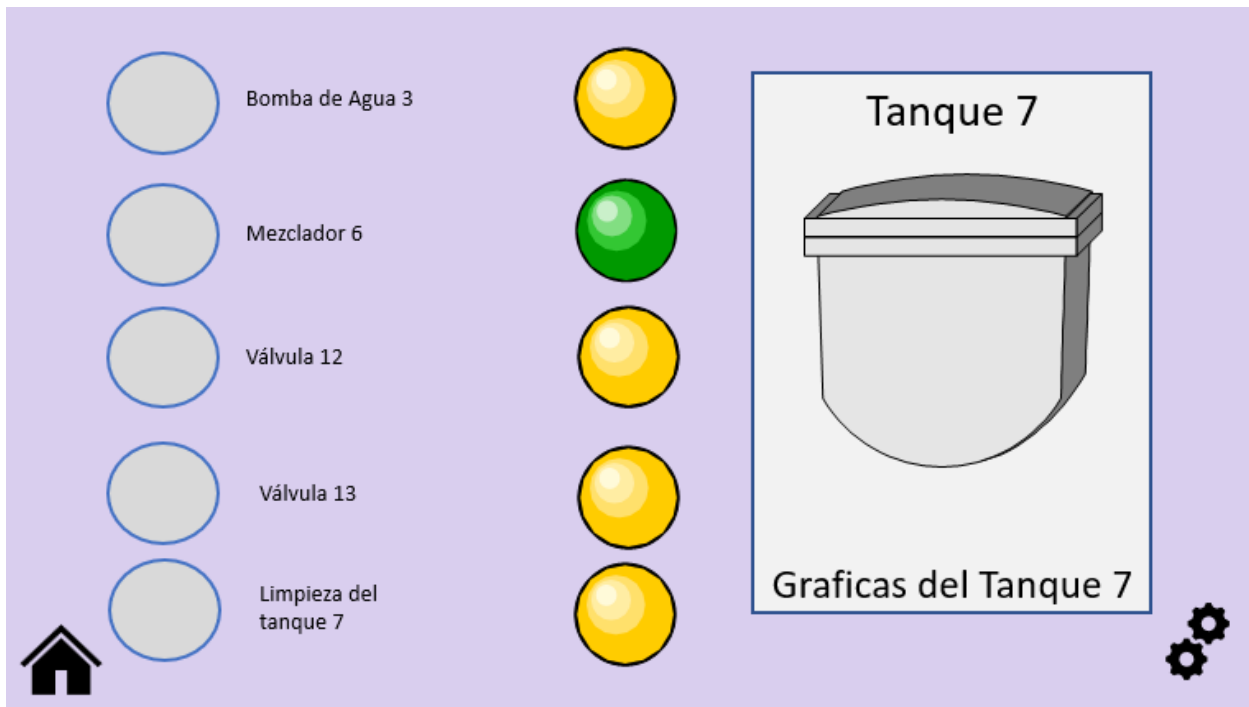 Bomba de Agua 3
Mezclador 6
Válvula 12
Válvula 13
Limpieza del
tanque 7
Tanque 7
Graficas del Tanque 7